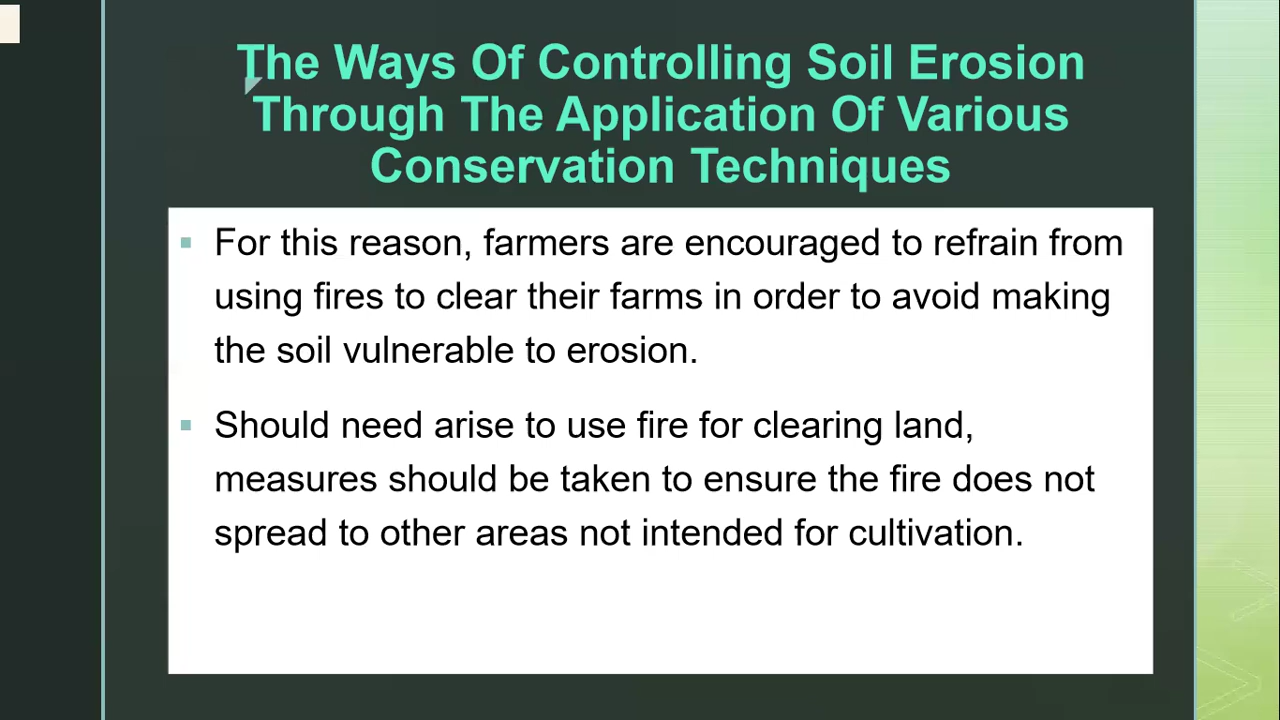 The Ways Of Controlling Soil Erosion
Through The Application Of Various
Conservation Techniques
For this reason, farmers are encouraged to refrain from
using fires to clear their farms in order to avoid making
the soil vulnerable to erosion.
Should need arise to use fire for clearing land,
measures should be taken to ensure the fire does not
spread to other areas not intended for cultivation.